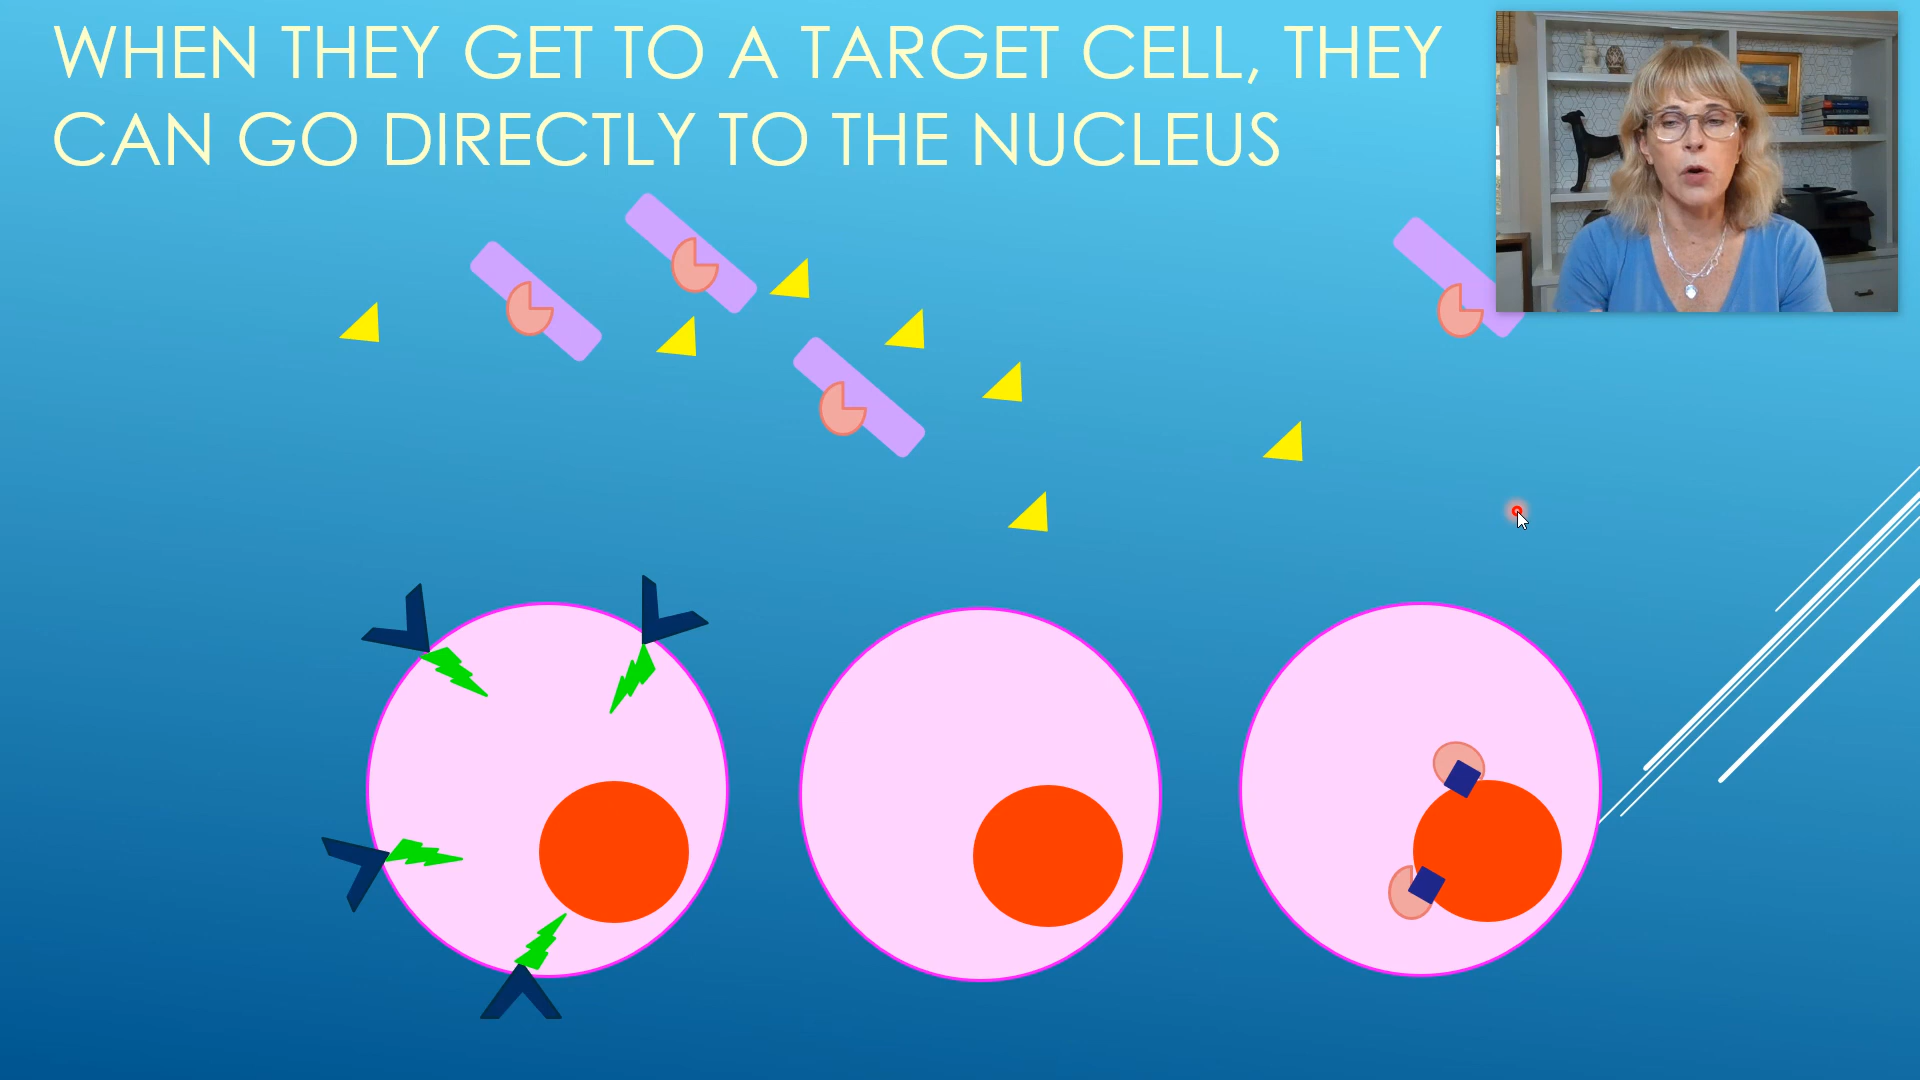 WHEN THEY GET TO A TARGET CELL, THEY
CAN GO DIRECTLY TO THE NUCLEUS